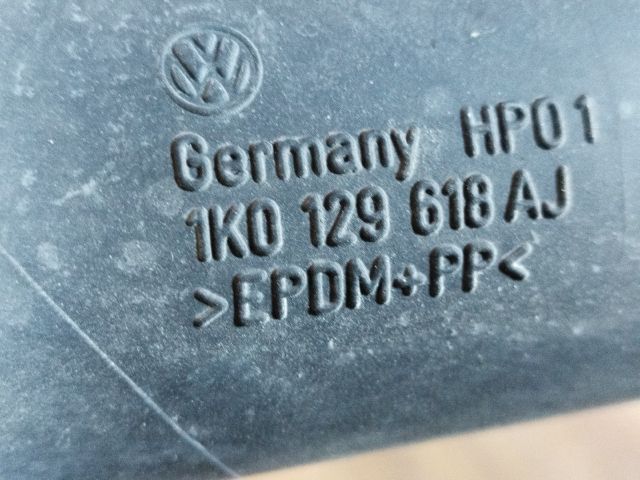 Germany HP01
1K0 129 618 AJ
>EPDM+PP<